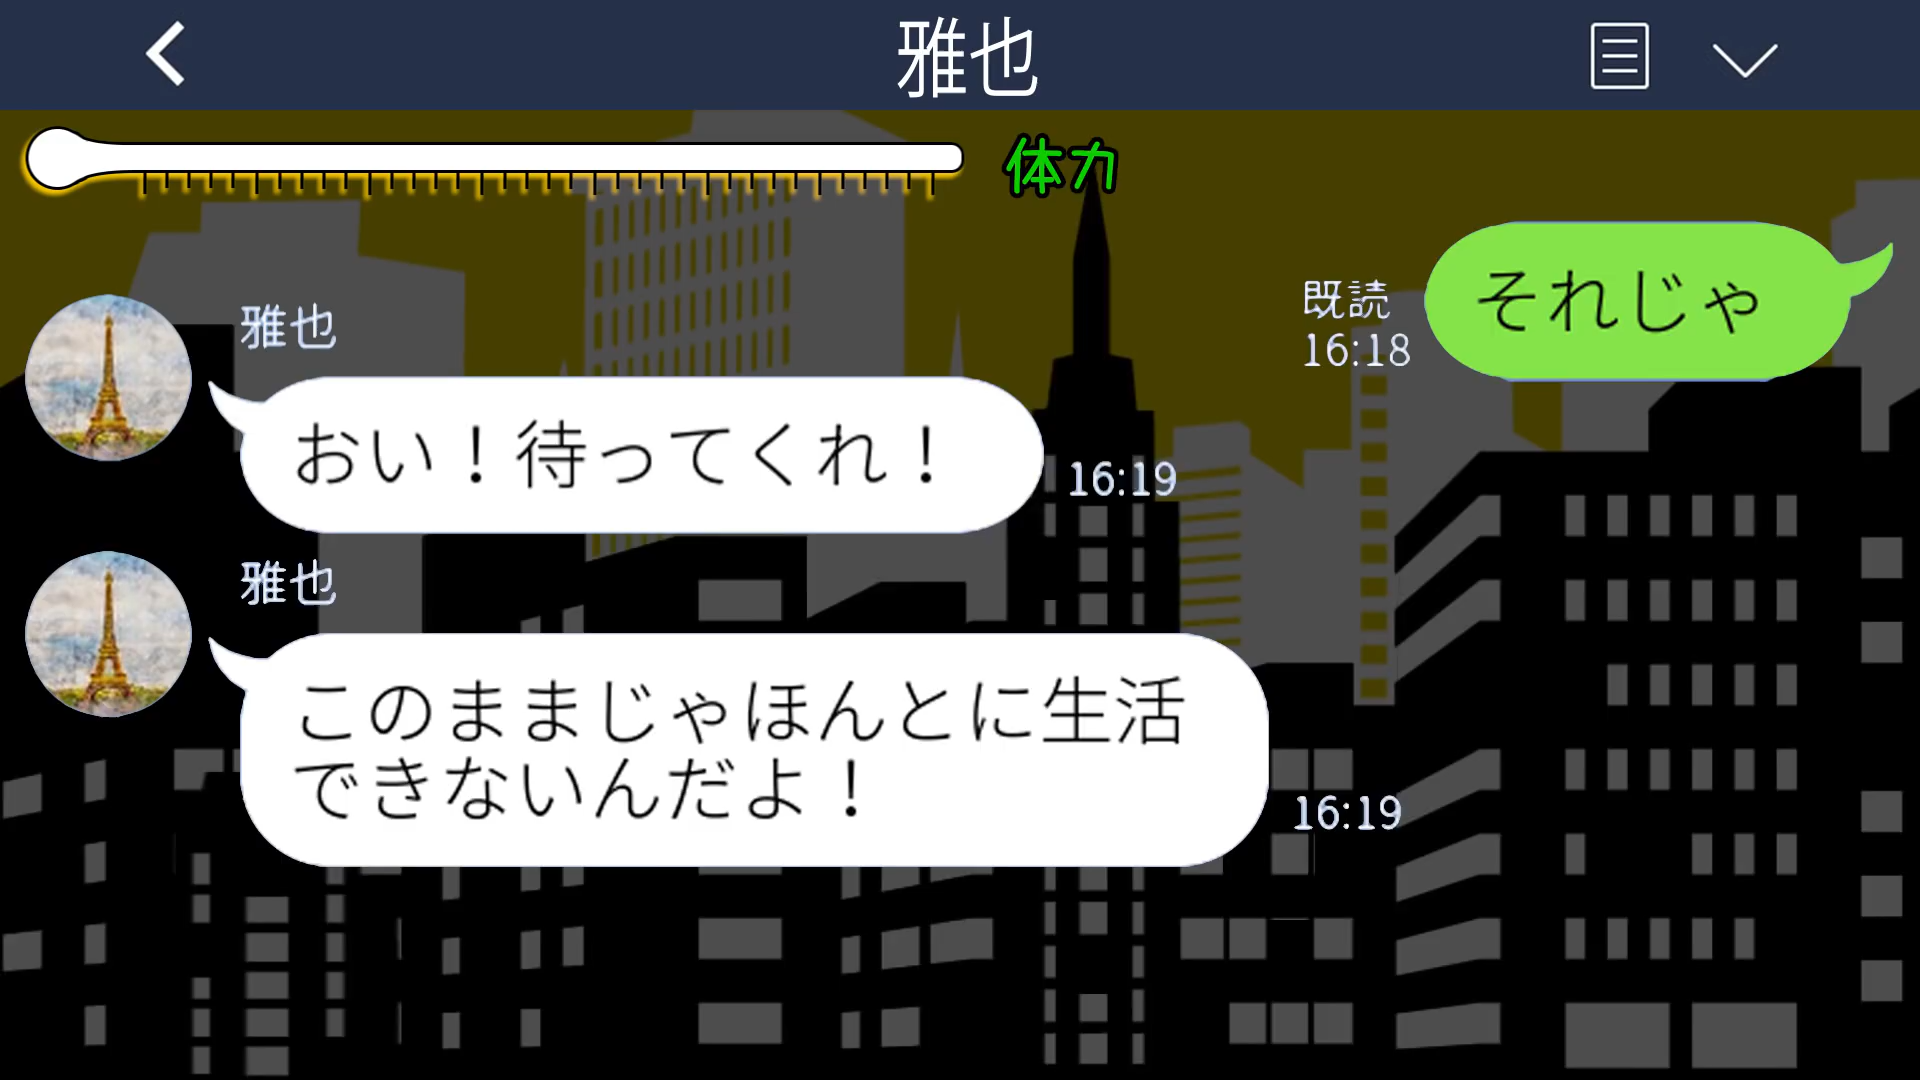 雅也
体力
それじゃ
既読
16:18
雅也
おい！待ってくれ！
16:19
雅也
このままじゃほんとに生活
できないんだよ！
16:19